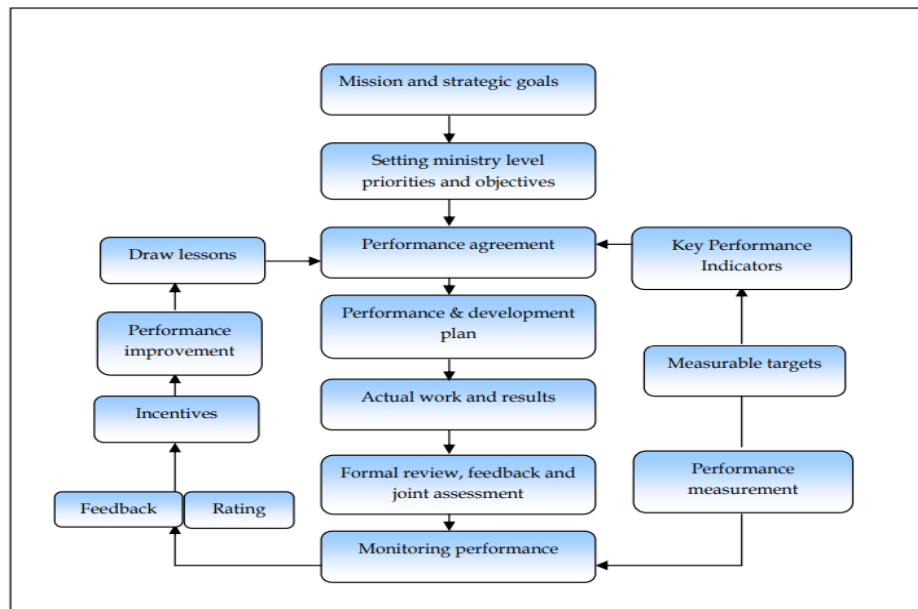 Mission and strategic goals
Setting ministry level
priorities and objectives
Performance agreement
Draw lessons
Key Performance
Indicators
Performance & development
plan
Performance
improvement
Measurable targets
Actual work and results
Incentives
Formal review, feedback and
joint assessment
Performance
measurement
Feedback
Rating
Monitoring performance